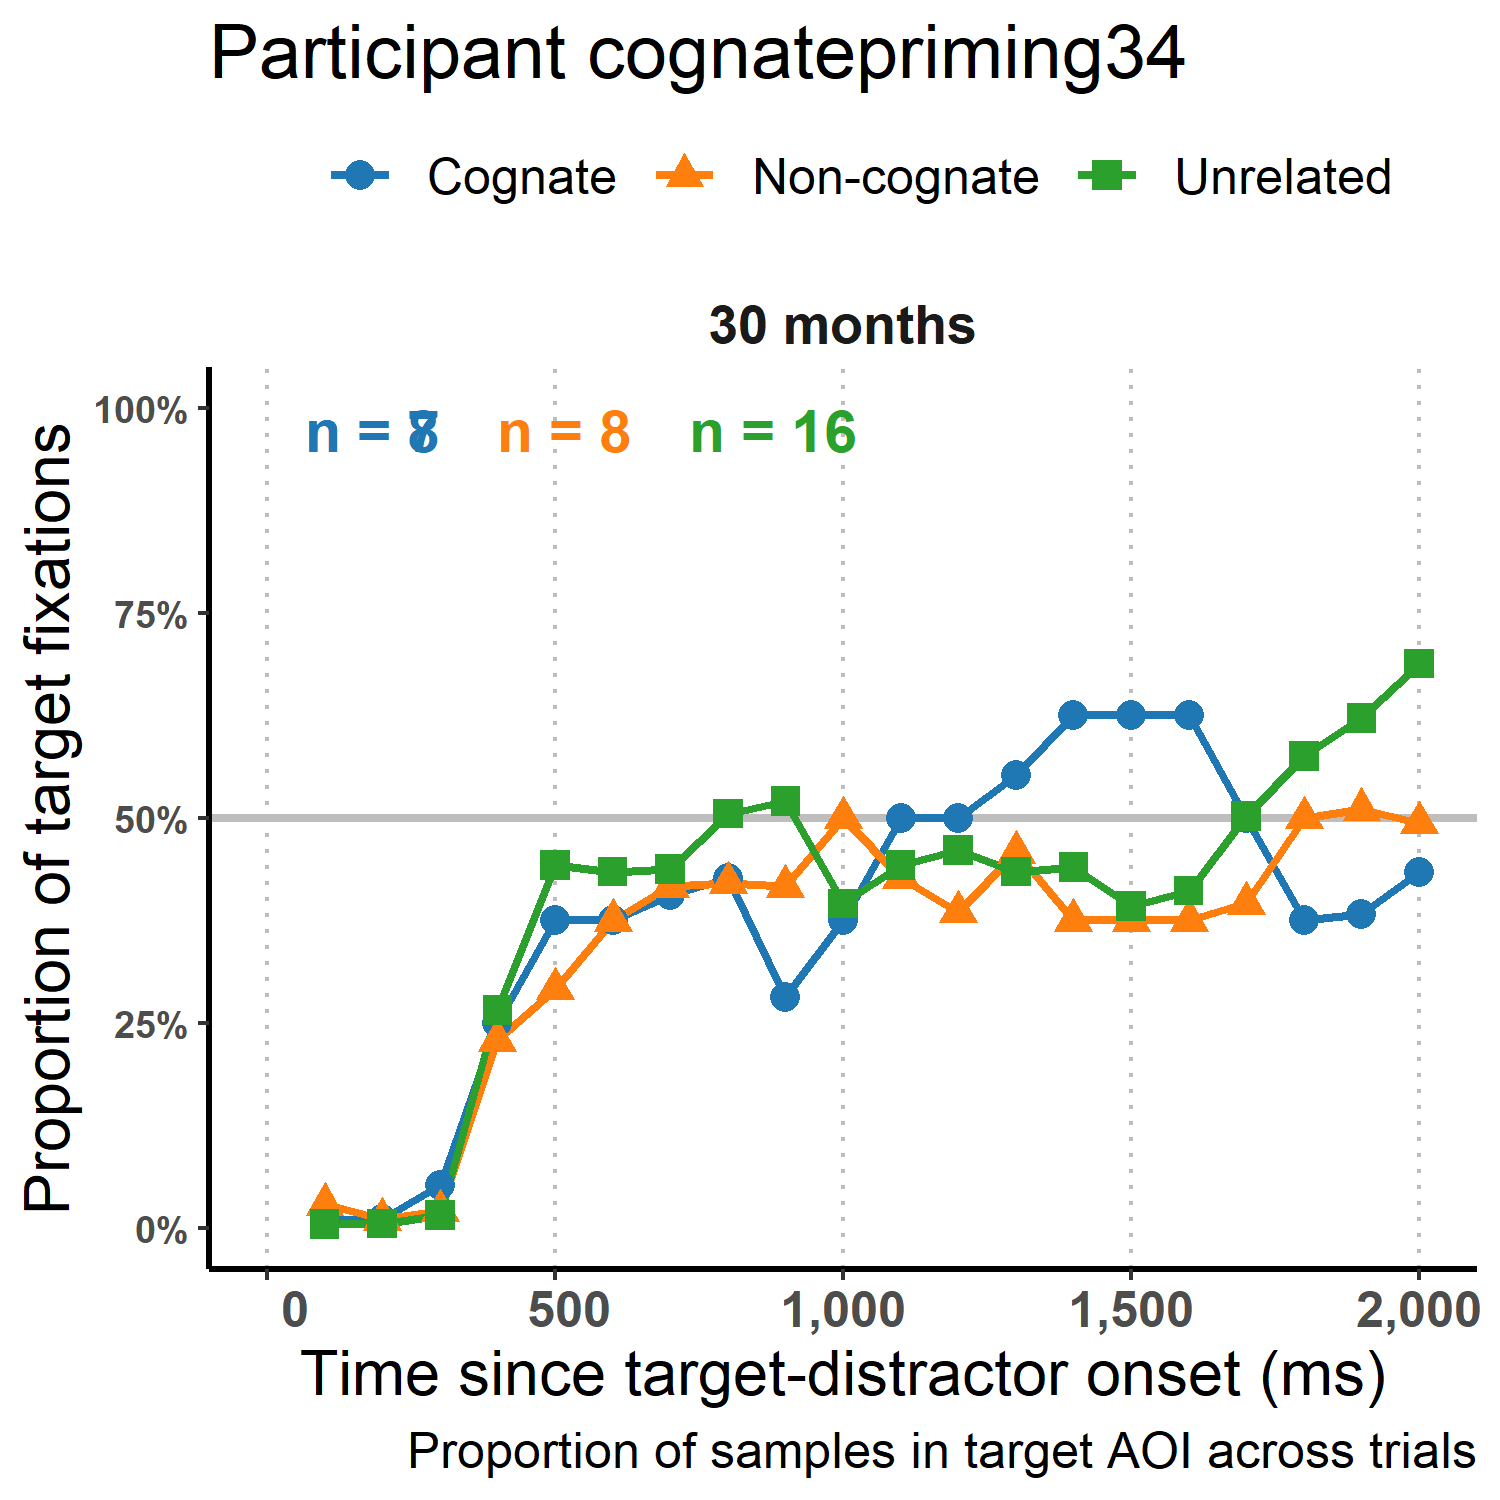 Participant cognatepriming34
Cognate Non-cognate Unrelated
30 months
100%
n = n = 8 n = 16
75%
50%
25%
0%
Proportion of target fixations
0 500 1,000 1,500 2,000
Time since target-distractor onset (ms)
Proportion of samples in target AOI across trials